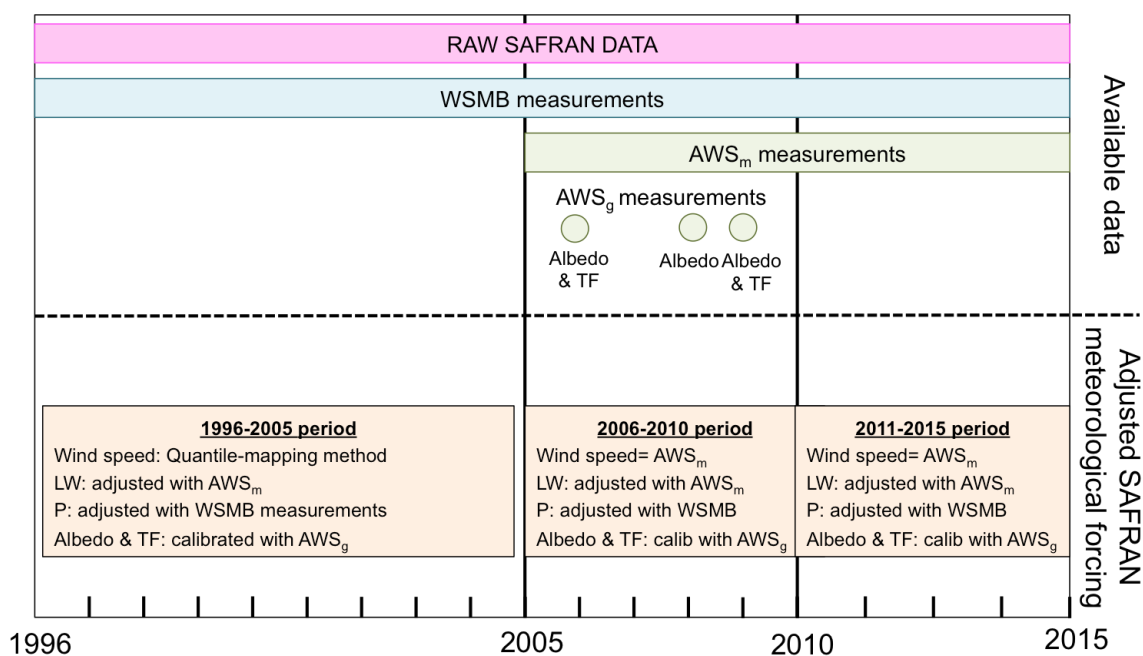 RAW SAFRAN DATA
WSMB measurements
AWSm measurements
AWSg measurements
Albedo
& TF
Albedo
Albedo
& TF
Available data
Adjusted SAFRAN
meteorological forcing
1996-2005 period
Wind speed: Quantile-mapping method
LW: adjusted with AWSm
P: adjusted with WSMB measurements
Albedo & TF: calibrated with AWSg
2006-2010 period
Wind speed= AWSm
LW: adjusted with AWSm
P: adjusted with WSMB
Albedo & TF: calib with AWSg
2011-2015 period
Wind speed= AWSm
LW: adjusted with AWSm
P: adjusted with WSMB
Albedo & TF: calib with AWSg
1996
2005
2010
2015